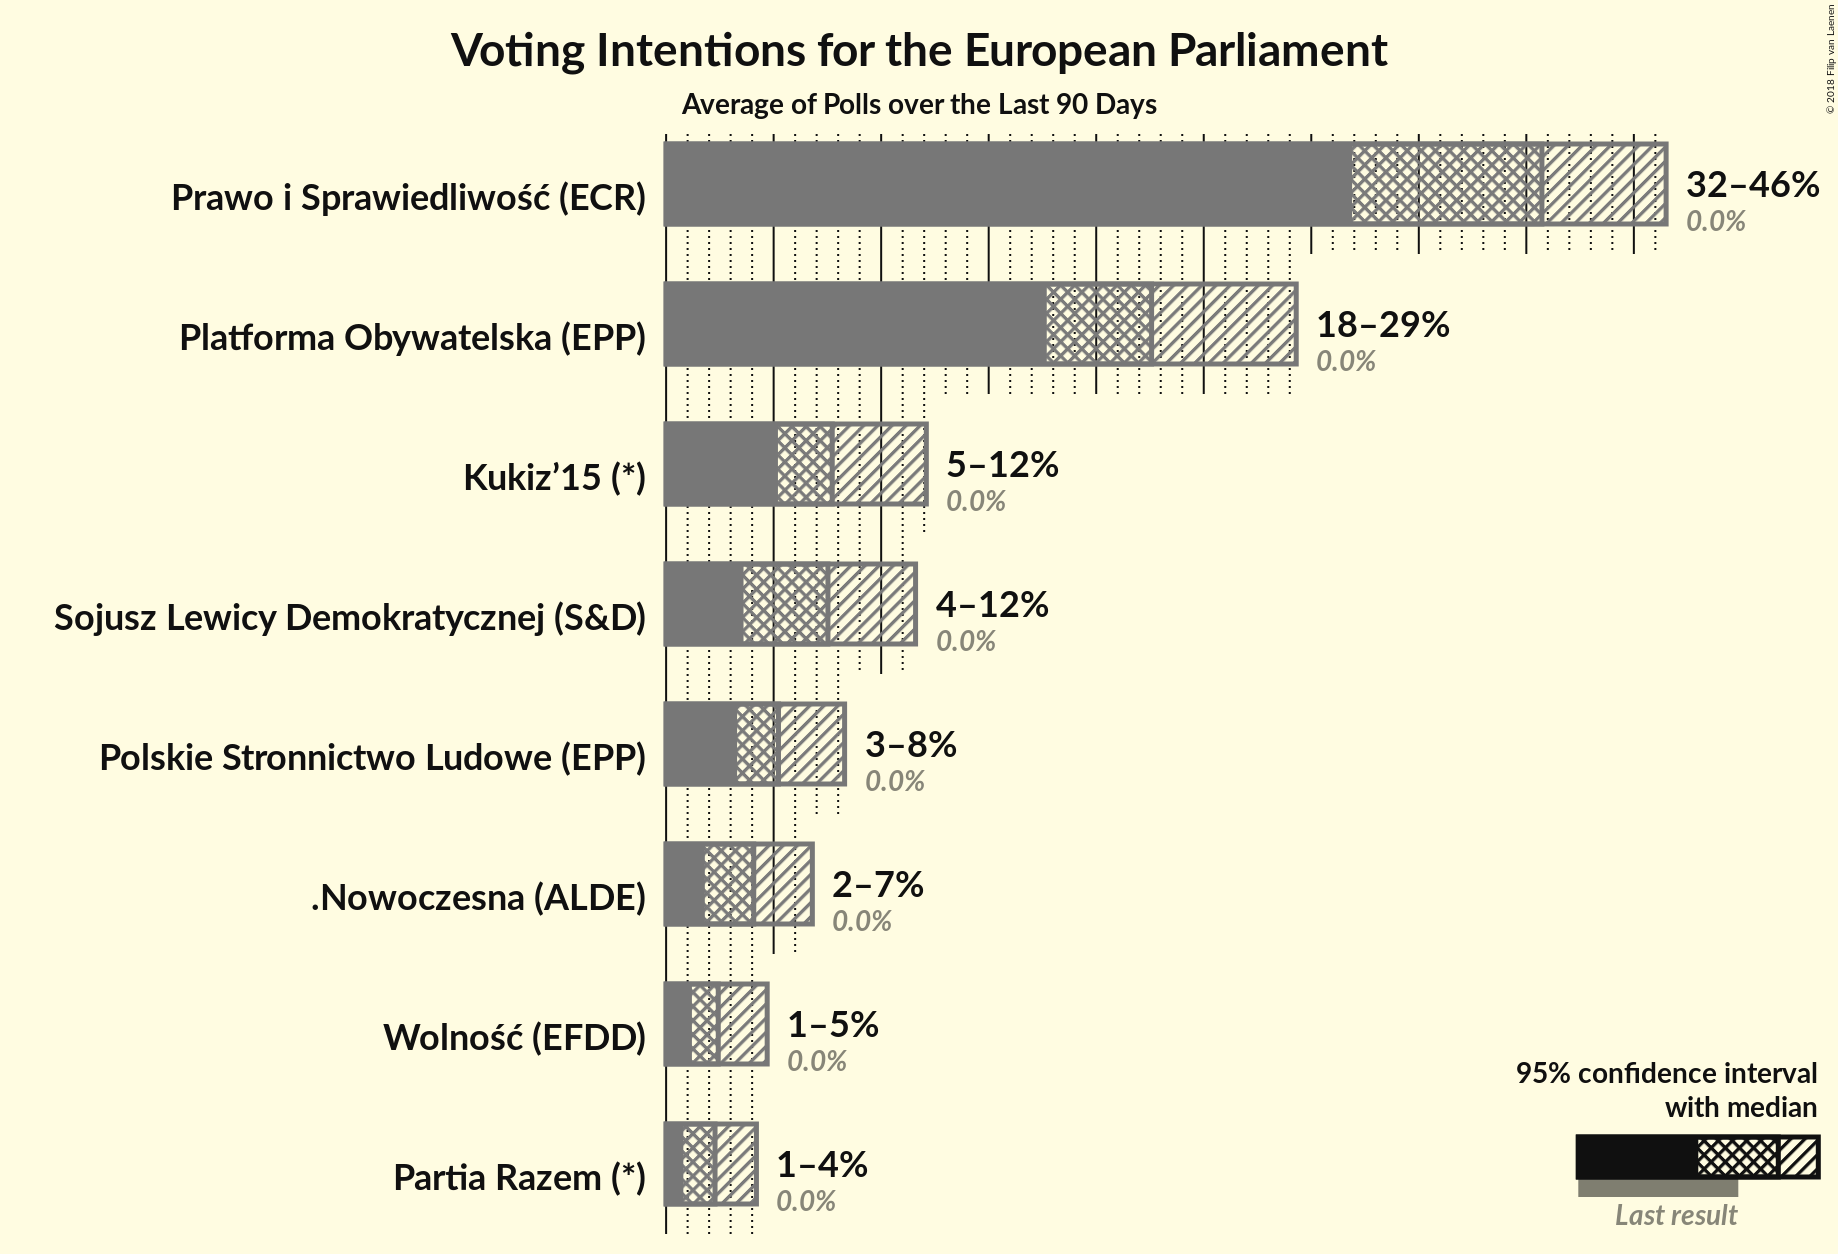 Voting Intentions for the European Parliament
Average of Polls over the Last 90 Days
© 2018 Filip van Laenen
Prawo i Sprawiedliwość (ECR)
32–46%
0.0%
Platforma Obywatelska (EPP)
18–29%
0.0%
Kukiz’15 (*)
5–12%
0.0%
Sojusz Lewicy Demokratycznej (S&D)
4–12%
0.0%
Polskie Stronnictwo Ludowe (EPP)
3–8%
0.0%
.Nowoczesna (ALDE)
2–7%
0.0%
Wolność (EFDD)
1–5%
0.0%
Partia Razem (*)
1–4%
0.0%
95% confidence interval
with median
Last result